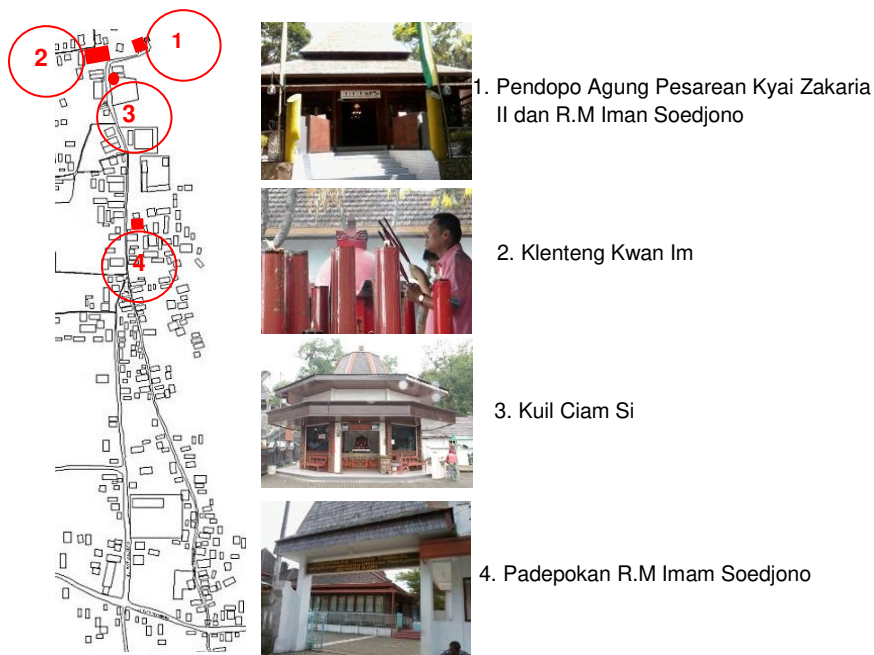 1
2
3
4
1. Pendopo Agung Pesarean Kyai Zakaria
II dan R.M Iman Soedjono
2. Klenteng Kwan Im
3. Kuil Ciam Si
4. Padepokan R.M Imam Soedjono